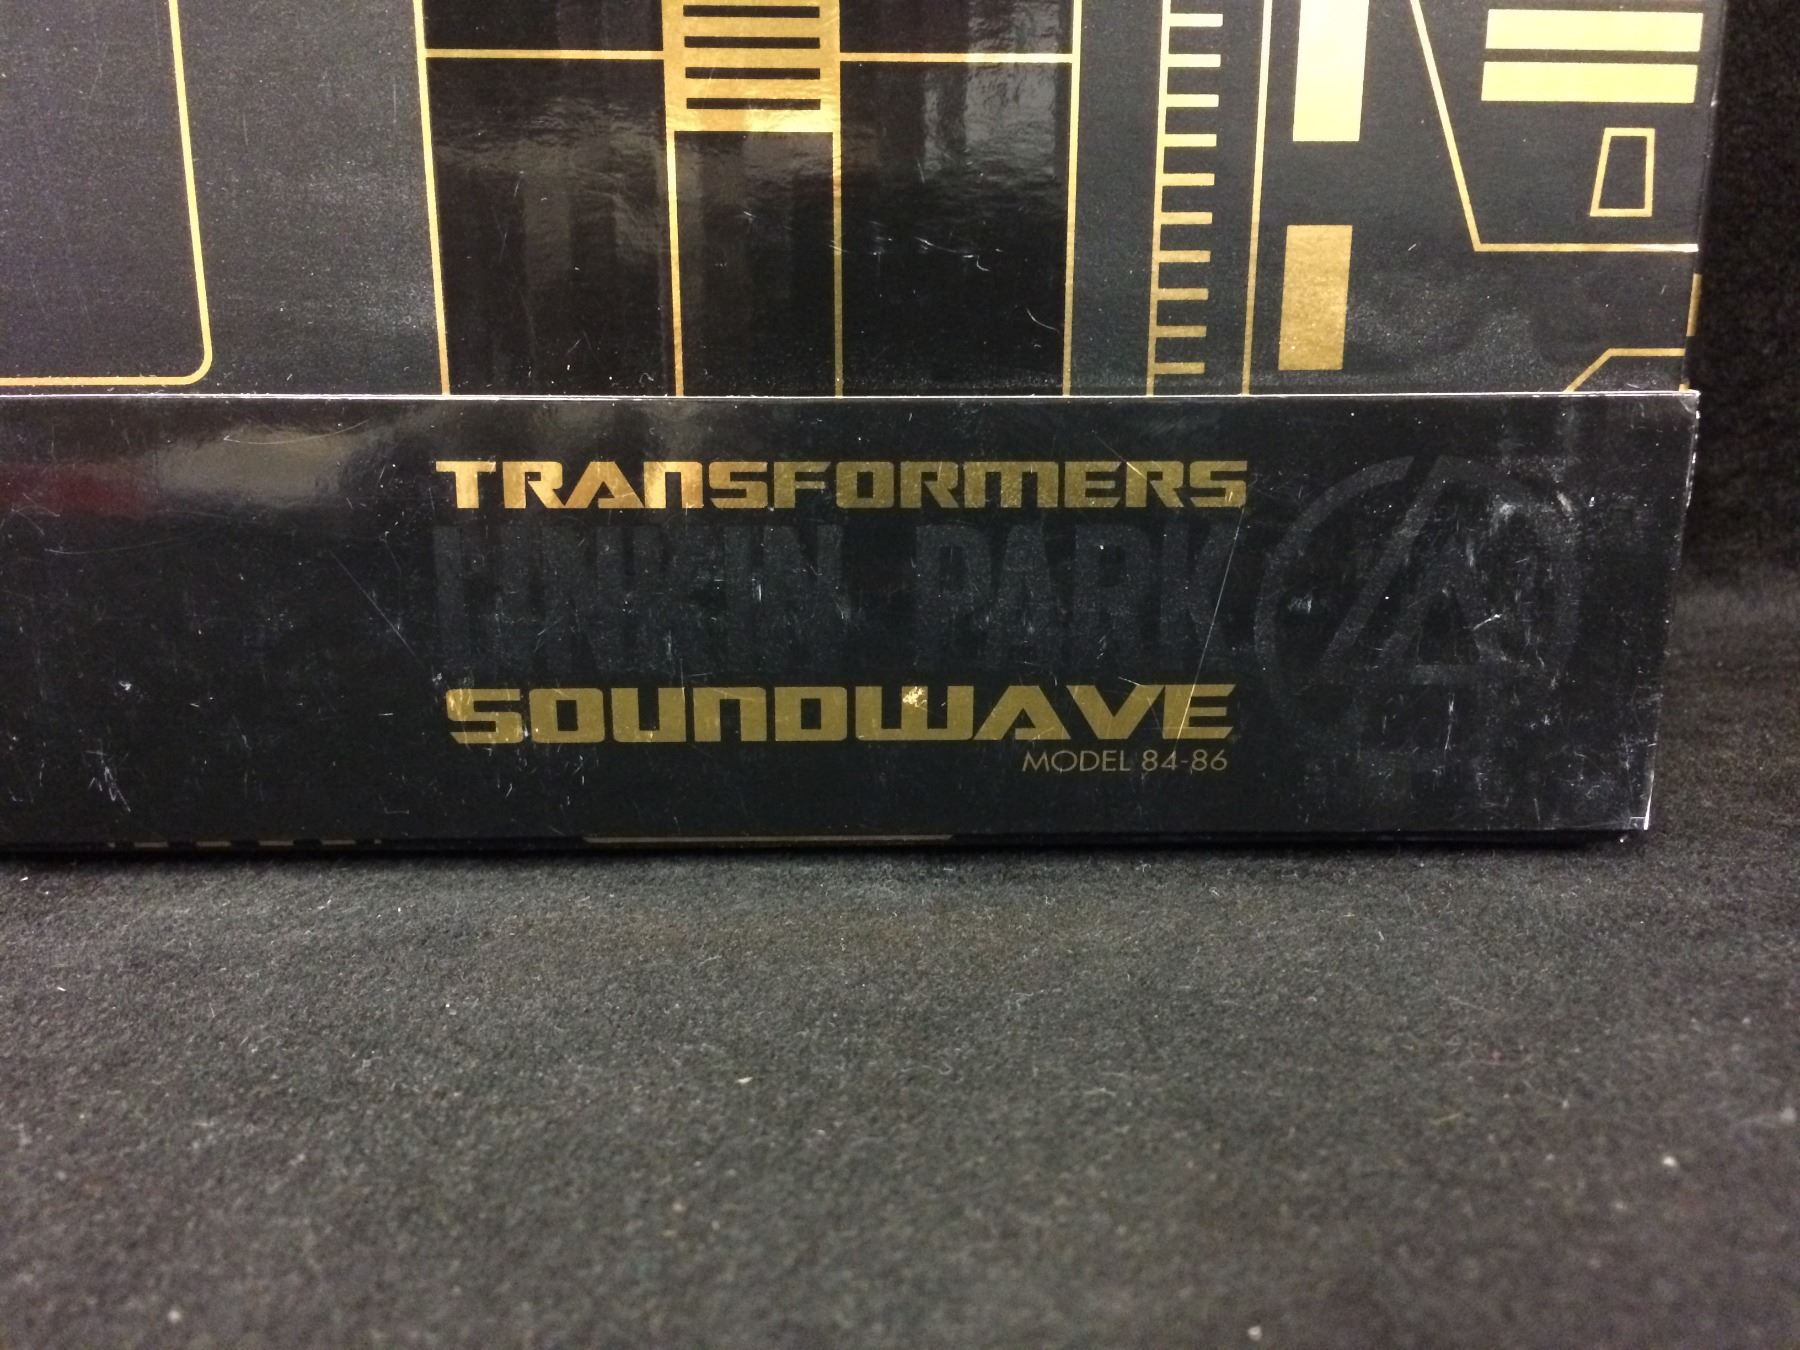 TRANSFORMERS
LINKIN PARK
SOUNDWAVE
MODEL 84-86